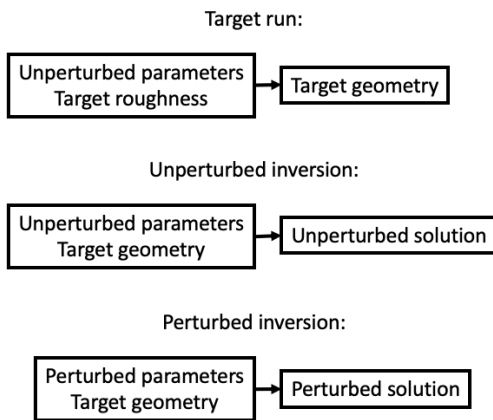 Target run:
Unperturbed parameters
Target roughness
Target geometry
Unperturbed inversion:
Unperturbed parameters
Target geometry
Unperturbed solution
Perturbed inversion:
Perturbed parameters
Target geometry
Perturbed solution